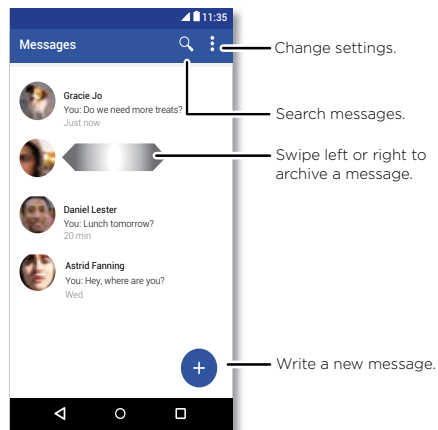 11:35
Messages
Change settings.
Gracie Jo
You: Do we need more treats?
Just now
Search messages.
Swipe left or right to
archive a message.
Daniel Lester
You: Lunch tomorrow?
20 min
Astrid Fanning
You: Hey, where are you?
Wed
Write a new message.